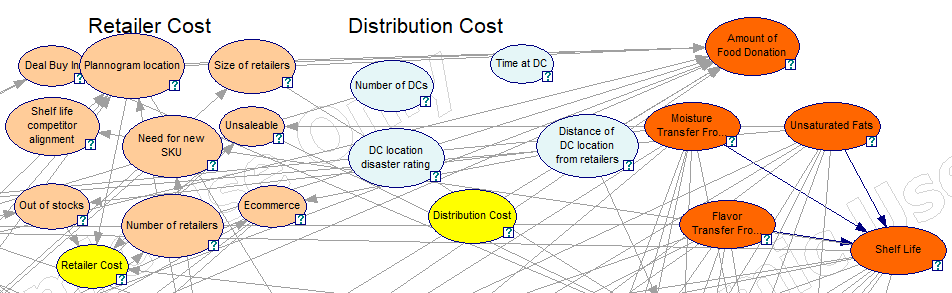 Retailer Cost
Distribution Cost
Deal Buy In
?
Plannogram location
?
Size of retailers
?
Number of DCs
?
Time at DC
?
Amount of
Food Donation
?
Shelf life
competitor
alignment
?
Need for new
SKU
?
Unsaleable
?
DC location
disaster rating
?
Distance of
DC location
from retailers
?
Moisture
Transfer Fro...
?
Unsaturated Fats
?
Out of stocks
?
Number of retailers
?
Ecommerce
?
Distribution Cost
?
Flavor
Transfer Fro...
?
Shelf Life
?
Retailer Cost
?